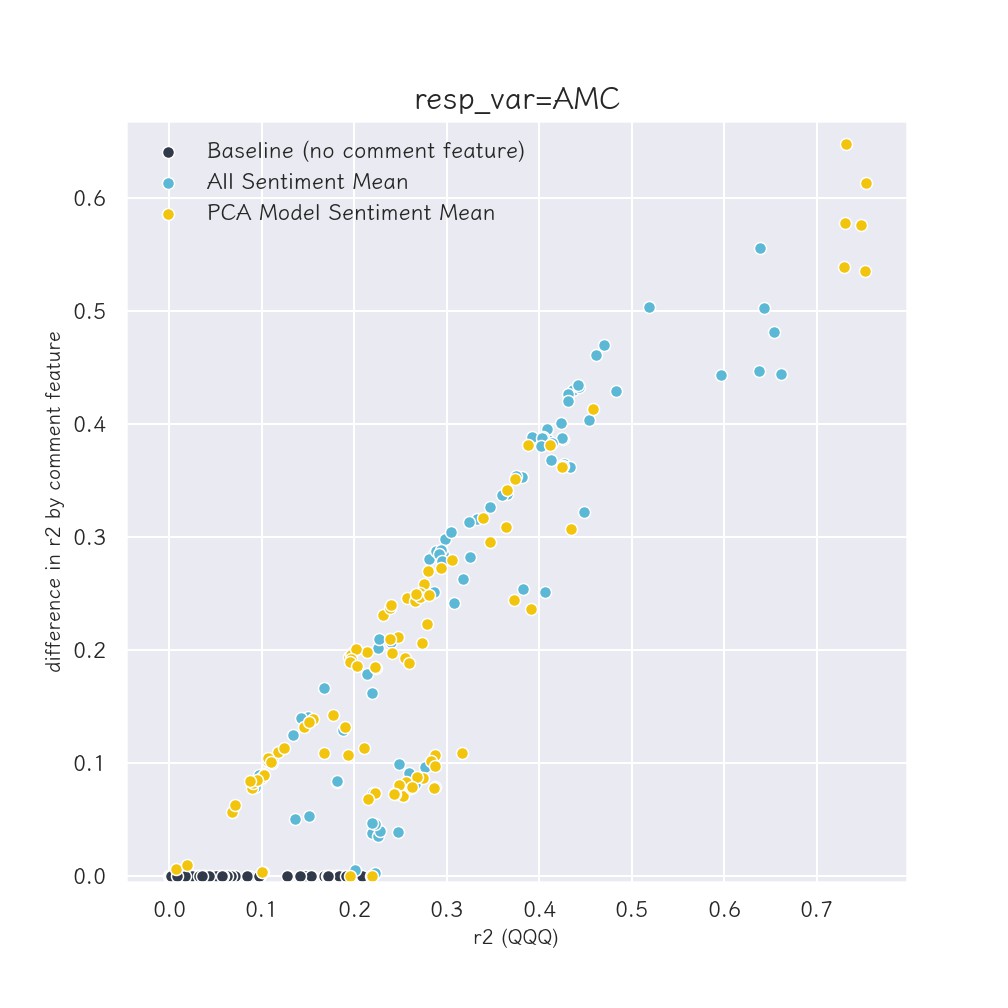 resp_var=AMC
Baseline (no comment feature)
All Sentiment Mean
PCA Model Sentiment Mean
difference in r2 by comment feature
0.6
0.5
0.4
0.3
0.2
0.1
0.0
0.0 0.1 0.2 0.3 0.4 0.5 0.6 0.7
r2 (QQQ)